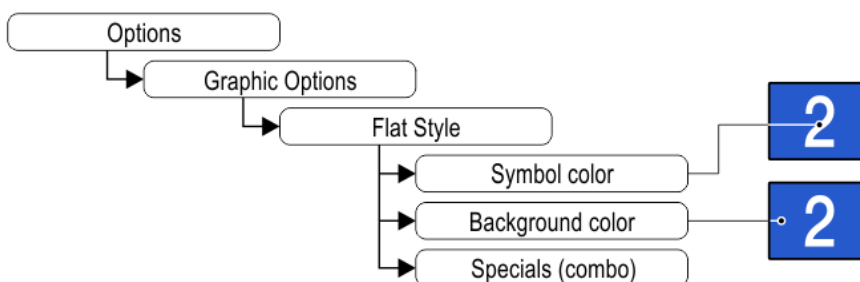 Options
Graphic Options
Flat Style
Symbol color
2
Background color
2
Specials (combo)